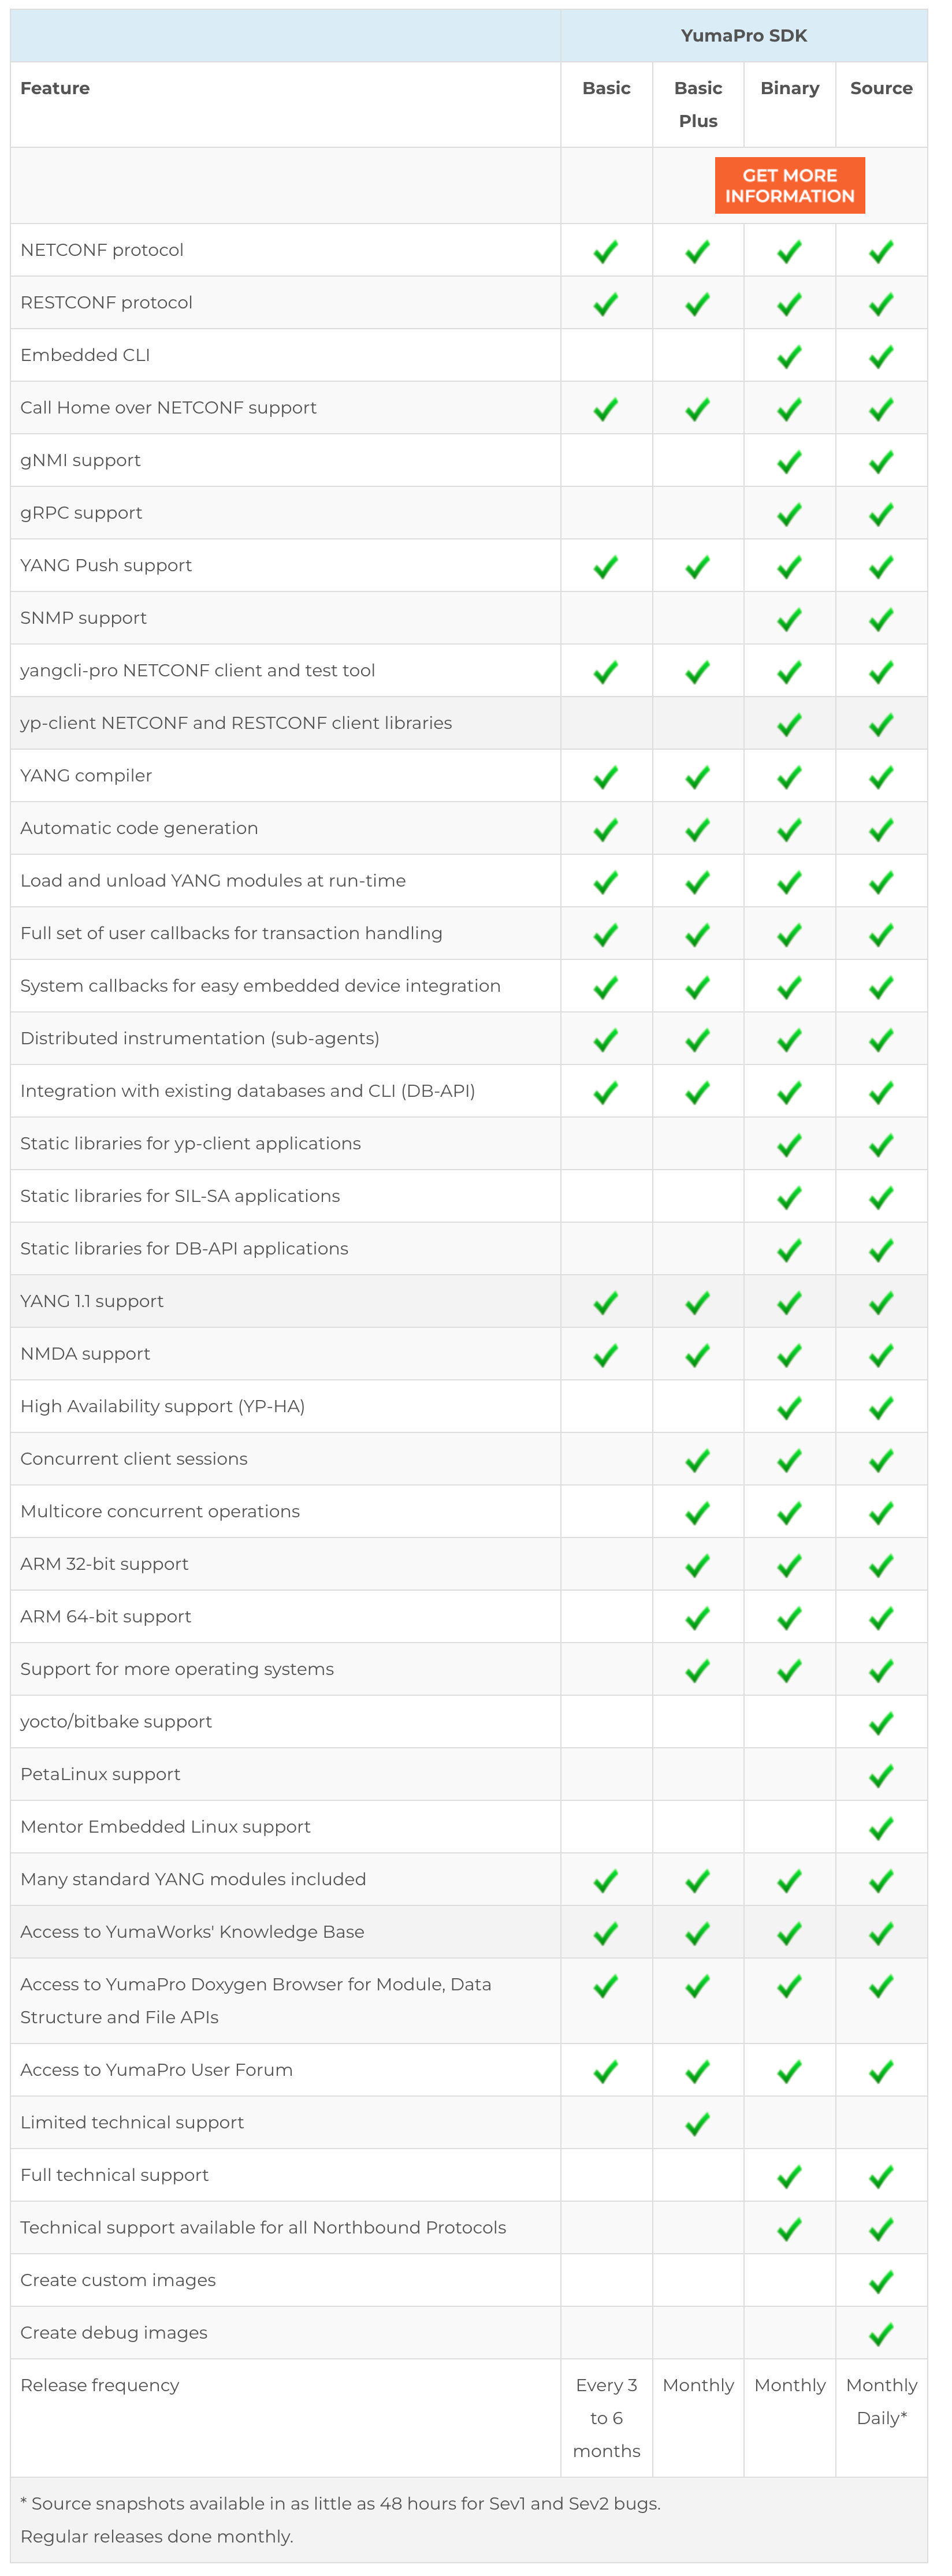 YumaPro SDK
Feature
Basic
Basic
Plus
Binary
Source
GET MORE
INFORMATION
NETCONF protocol
RESTCONF protocol
Embedded CLI
Call Home over NETCONF support
gNMI support
gRPC support
YANG Push support
SNMP support
yangcli-pro NETCONF client and test tool
yp-client NETCONF and RESTCONF client libraries
YANG compiler
Automatic code generation
Load and unload YANG modules at run-time
Full set of user callbacks for transaction handling
System callbacks for easy embedded device integration
Distributed instrumentation (sub-agents)
Integration with existing databases and CLI (DB-API)
Static libraries for yp-client applications
Static libraries for SIL-SA applications
Static libraries for DB-API applications
YANG 1.1 support
NMDA support
High Availability support (YP-HA)
Concurrent client sessions
Multicore concurrent operations
ARM 32-bit support
ARM 64-bit support
Support for more operating systems
yocto/bitbake support
PetaLinux support
Mentor Embedded Linux support
Many standard YANG modules included
Access to YumaWorks' Knowledge Base
Access to YumaPro Doxygen Browser for Module, Data
Structure and File APIs
Access to YumaPro User Forum
Limited technical support
Full technical support
Technical support available for all Northbound Protocols
Create custom images
Create debug images
Release frequency
Every 3
to 6
months
Monthly
Monthly
Monthly
Daily*
* Source snapshots available in as little as 48 hours for Sev1 and Sev2 bugs.
Regular releases done monthly.